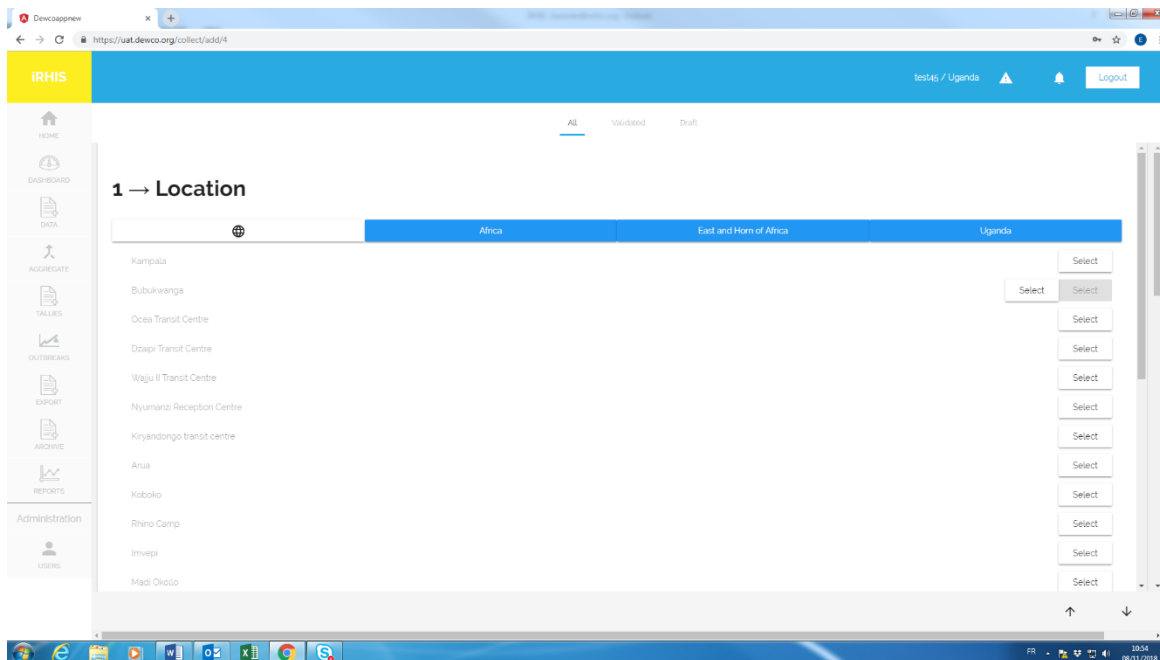 Dewcoappnew
https://uat.dewco.org/collect/add/4
E
iRHIS
test45 / Uganda
Logout
All Validated Draft
HOME
DASHBOARD
DATA
AGGREGATE
TALLIES
OUTBREAKS
EXPORT
ARCHIVE
REPORTS
Administration
USERS
1 → Location
Africa East and Horn of Africa Uganda
Kampala Select
Bubukwanga Select Select
Ocea Transit Centre Select
Dzaipi Transit Centre Select
Wajju II Transit Centre Select
Nyumanzi Reception Centre Select
Kiryandongo transit centre Select
Arua Select
Koboko Select
Rhino Camp Select
Imvepi Select
Madi Okollo Select
FR 10:54
08/11/2018